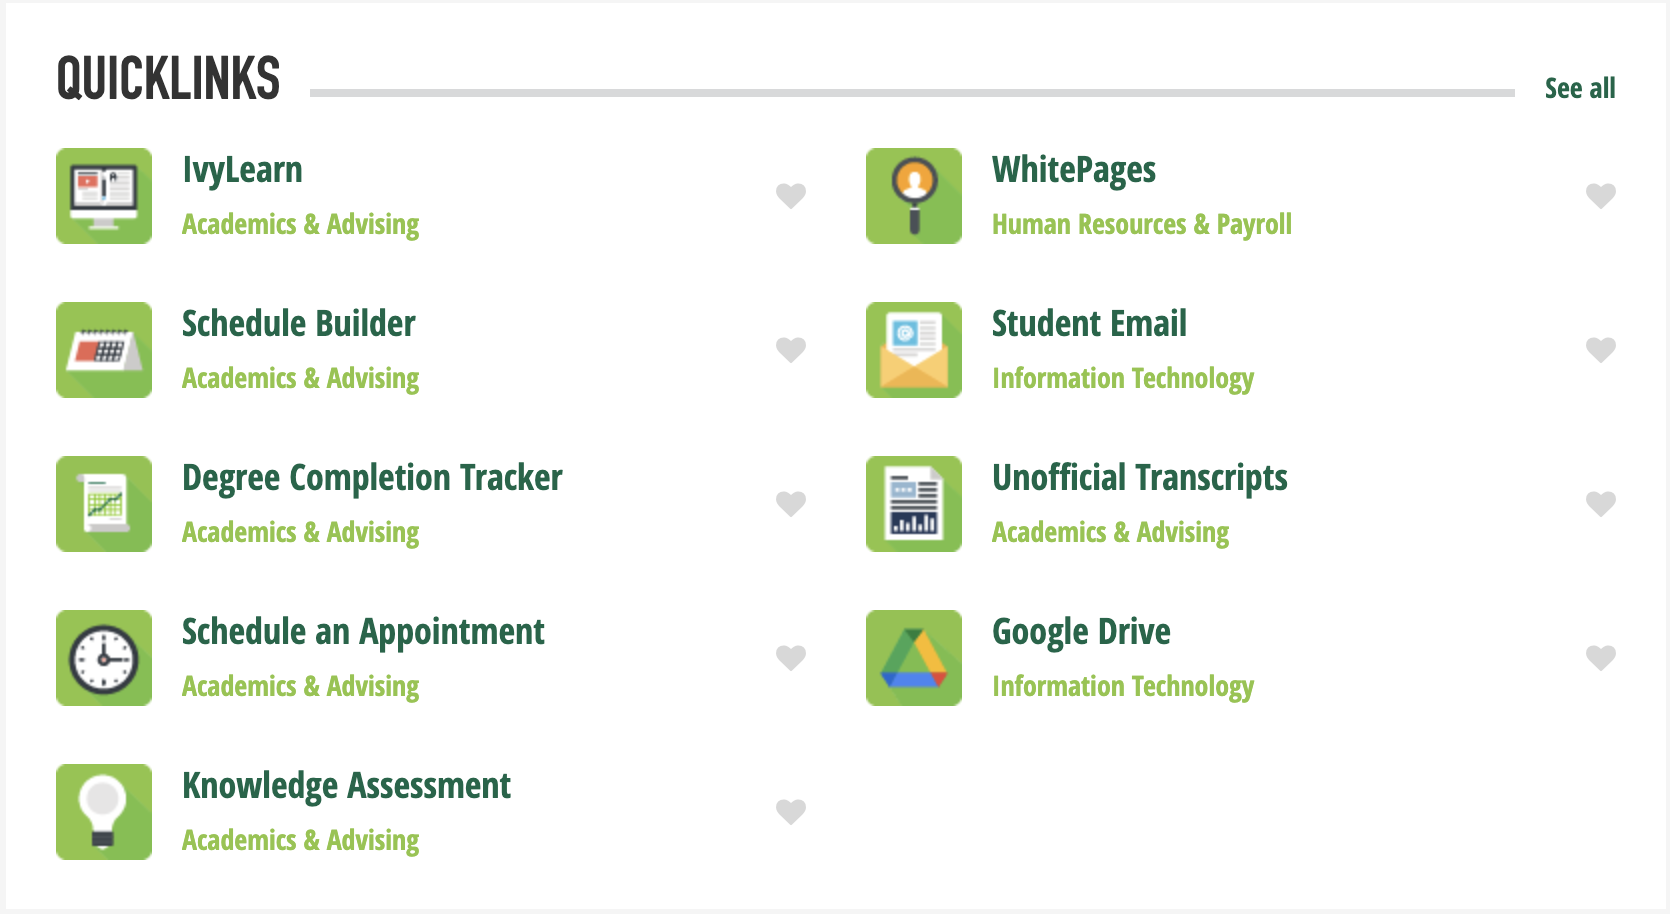 QUICKLINKS
See all
IvyLearn
Academics & Advising
WhitePages
Human Resources & Payroll
Schedule Builder
Academics & Advising
Student Email
Information Technology
Degree Completion Tracker
Academics & Advising
Unofficial Transcripts
Academics & Advising
Schedule an Appointment
Academics & Advising
Google Drive
Information Technology
Knowledge Assessment
Academics & Advising